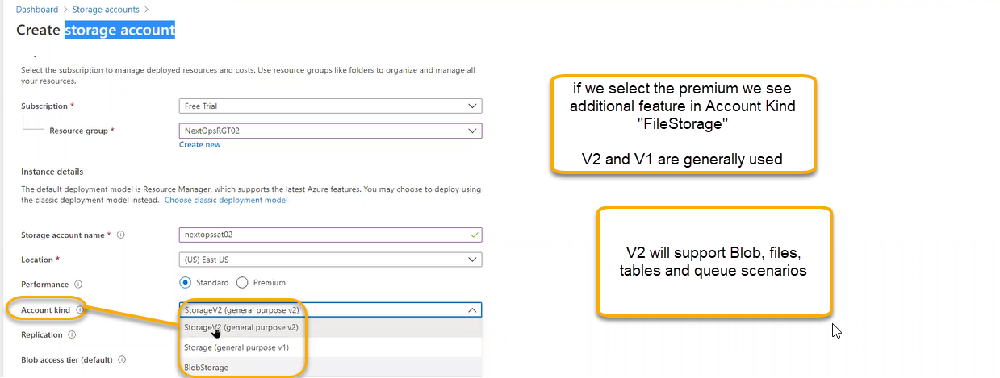 Dashboard > Storage accounts >
Create storage account
Select the subscription to manage deployed resources and costs. Use resource groups like folders to organize and manage all
your resources.
Subscription *
Free Trial
Resource group *
NextOpsRGT02
Create new
Instance details
The default deployment model is Resource Manager, which supports the latest Azure features. You may choose to deploy using
the classic deployment model instead. Choose classic deployment model
Storage account name *
nextopssat02
Location *
(US) East US
Performance
Standard
Premium
Account kind
StorageV2 (general purpose v2)
StorageV2 (general purpose v2)
Storage (general purpose v1)
BlobStorage
Replication
Blob access tier (default)
if we select the premium we see
additional feature in Account Kind
"FileStorage"
V2 and V1 are generally used
V2 will support Blob, files,
tables and queue scenarios